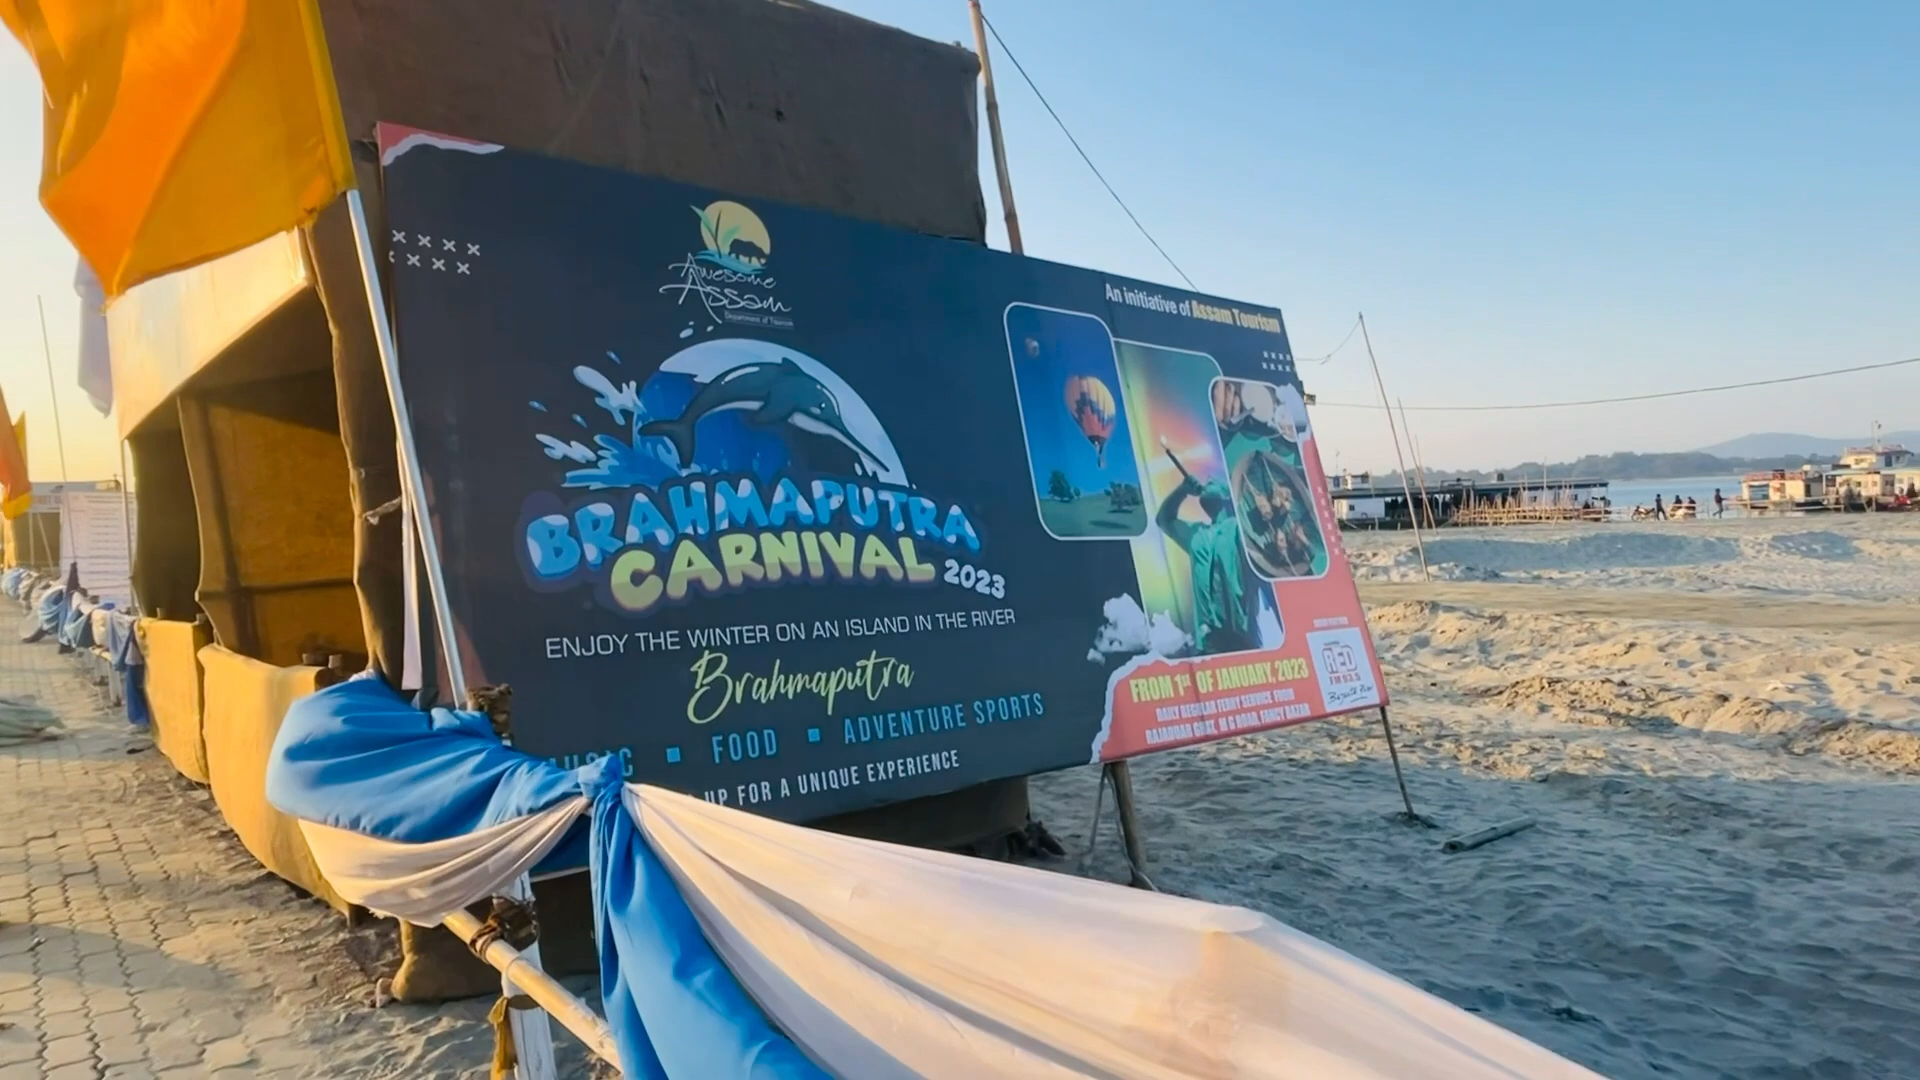 Awesome
Assam
Department of Tourism
BRAHMAPUTRA
CARNIVAL 2023
ENJOY THE WINTER ON AN ISLAND IN THE RIVER
Brahmaputra
MUSIC ▪ FOOD ▪ ADVENTURE SPORTS
UP FOR A UNIQUE EXPERIENCE
An initiative of Assam Tourism
FROM 1ST OF JANUARY, 2023
DAILY REGULAR FERRY SERVICE FROM
RAJADUAR GHAT, M G ROAD, FANCY BAZAR
RED
FM 93.5